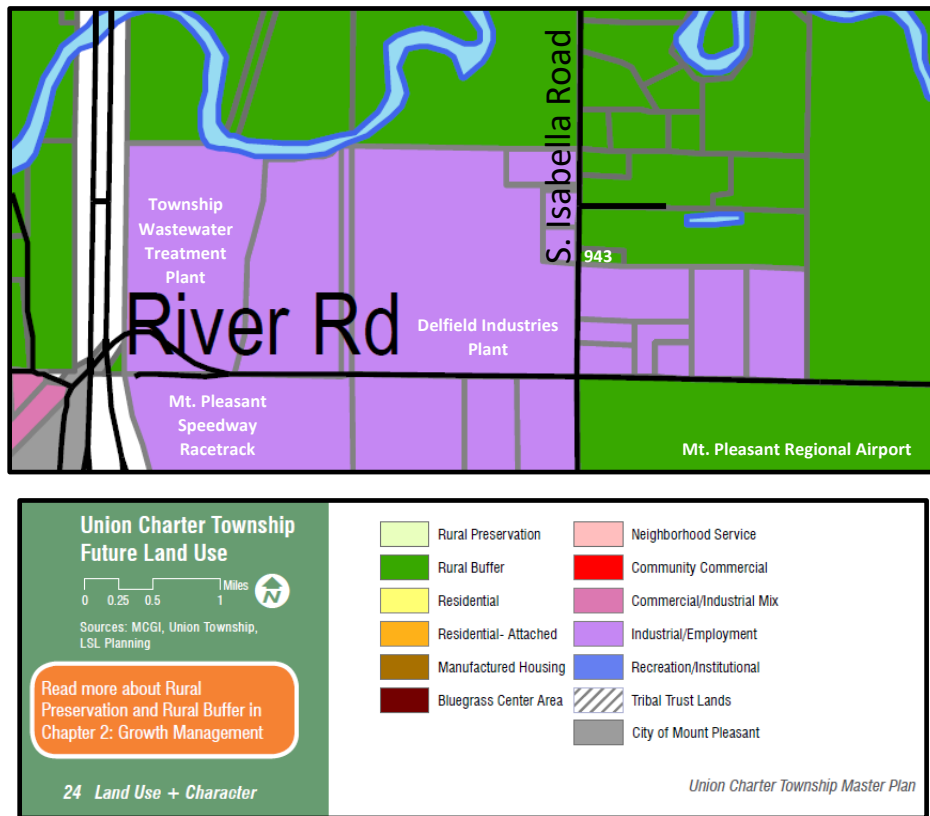 S. Isabella Road
Township
Wastewater
Treatment
Plant
943
River Rd
Delfield Industries
Plant
Mt. Pleasant
Speedway
Racetrack
Mt. Pleasant Regional Airport
Union Charter Township
Future Land Use
Miles
0 0.25 0.5 1
N
Sources: MCGI, Union Township,
LSL Planning
Read more about Rural
Preservation and Rural Buffer in
Chapter 2: Growth Management
24 Land Use + Character
Rural Preservation
Rural Buffer
Residential
Residential- Attached
Manufactured Housing
Bluegrass Center Area
Neighborhood Service
Community Commercial
Commercial/Industrial Mix
Industrial/Employment
Recreation/Institutional
Tribal Trust Lands
City of Mount Pleasant
Union Charter Township Master Plan